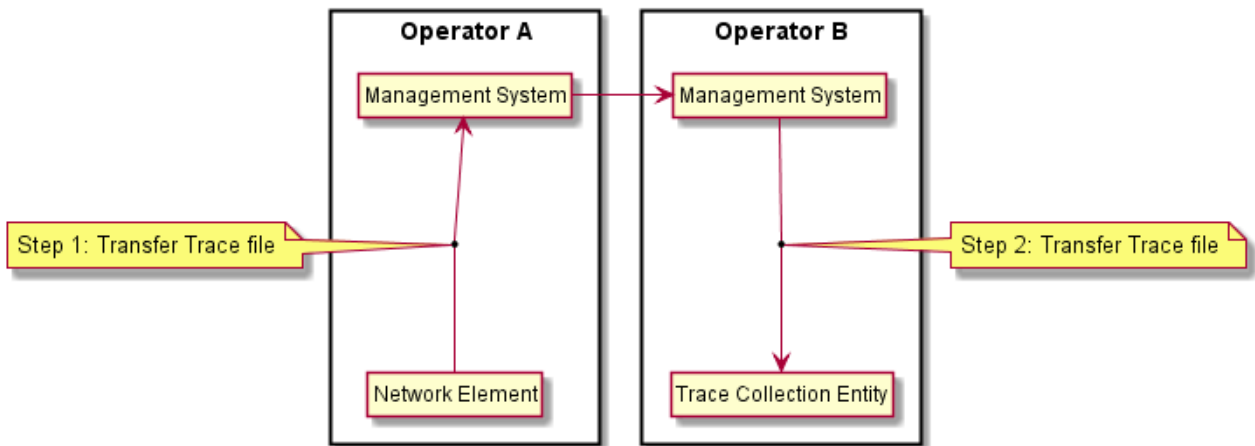 Operator A
Operator B
Management System
Management System
Step 1: Transfer Trace file
Step 2: Transfer Trace file
Network Element
Trace Collection Entity